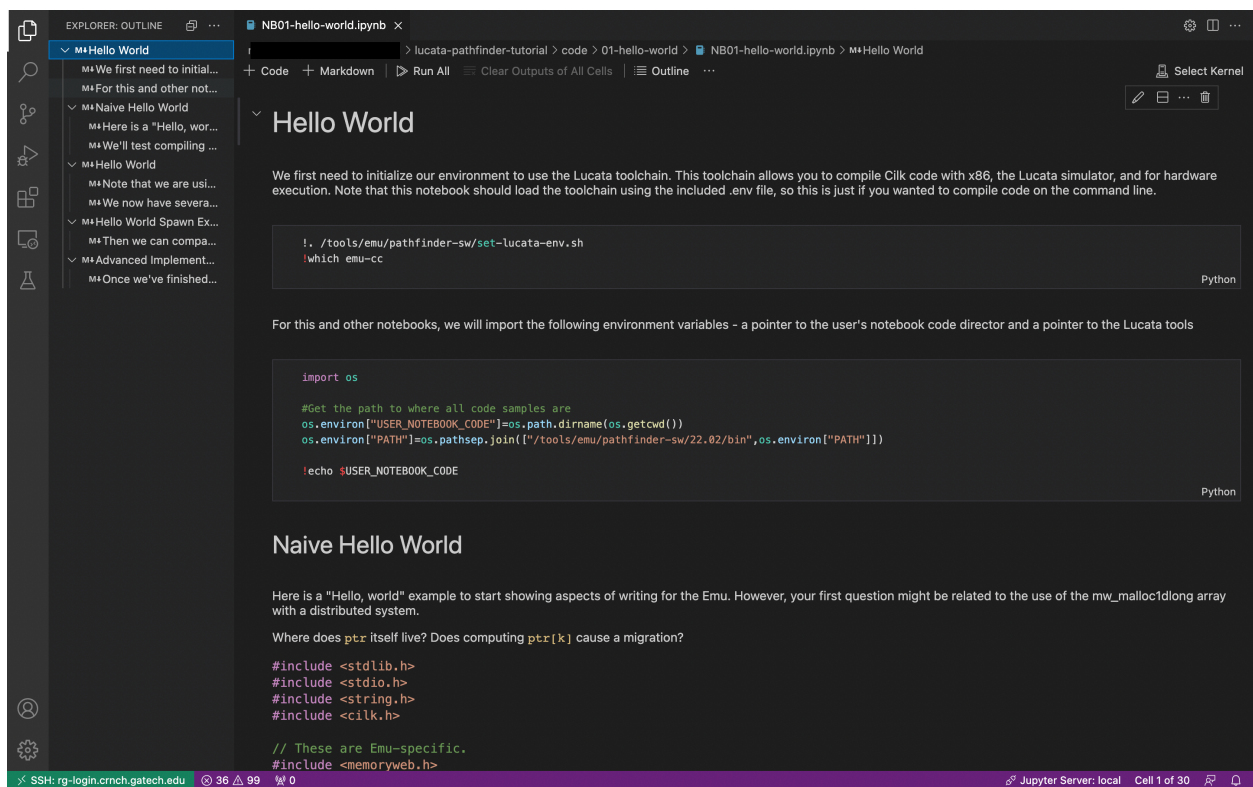 EXPLORER: OUTLINE ···
NB01-hello-world.ipynb ×
M↓Hello World
M↓We first need to initial...
M↓For this and other not...
M↓Naive Hello World
M↓Here is a "Hello, wor...
M↓We'll test compiling ...
M↓Hello World
M↓Note that we are usi...
M↓We now have severa...
M↓Hello World Spawn Ex...
M↓Then we can compa...
M↓Advanced Implement...
M↓Once we've finished...
> lucata-pathfinder-tutorial > code > 01-hello-world > NB01-hello-world.ipynb > M↓Hello World
+ Code + Markdown | Run All Clear Outputs of All Cells | Outline ···
Select Kernel
Hello World
We first need to initialize our environment to use the Lucata toolchain. This toolchain allows you to compile Cilk code with x86, the Lucata simulator, and for hardware
execution. Note that this notebook should load the toolchain using the included .env file, so this is just if you wanted to compile code on the command line.
!. /tools/emu/pathfinder-sw/set-lucata-env.sh
!which emu-cc
Python
For this and other notebooks, we will import the following environment variables - a pointer to the user's notebook code director and a pointer to the Lucata tools
import os
#Get the path to where all code samples are
os.environ["USER_NOTEBOOK_CODE"]=os.path.dirname(os.getcwd())
os.environ["PATH"]=os.pathsep.join(["/tools/emu/pathfinder-sw/22.02/bin",os.environ["PATH"]])
!echo $USER_NOTEBOOK_CODE
Python
Naive Hello World
Here is a "Hello, world" example to start showing aspects of writing for the Emu. However, your first question might be related to the use of the mw_malloc1dlong array
with a distributed system.
Where does ptr itself live? Does computing ptr[k] cause a migration?
#include <stdlib.h>
#include <stdio.h>
#include <string.h>
#include <cilk.h>
// These are Emu-specific.
#include <memoryweb.h>
SSH: rg-login.crnch.gatech.edu 36 99 0
Jupyter Server: local Cell 1 of 30